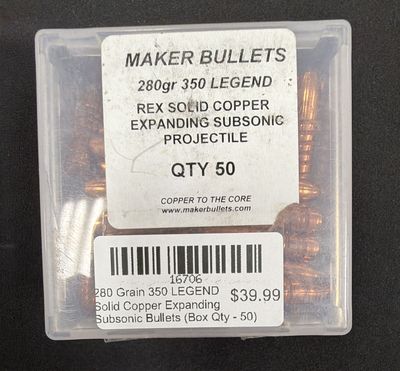 MAKER BULLETS
280gr 350 LEGEND
REX SOLID COPPER
EXPANDING SUBSONIC
PROJECTILE
QTY 50
COPPER TO THE CORE
www.makerbullets.com
16706
280 Grain 350 LEGEND
Solid Copper Expanding
Subsonic Bullets (Box Qty - 50)
$39.99